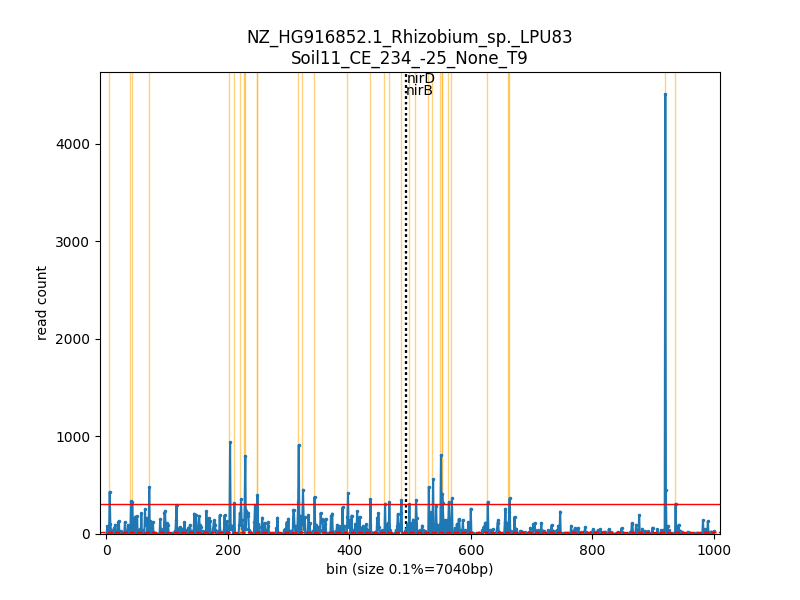 NZ_HG916852.1_Rhizobium_sp._LPU83
Soil11_CE_234_-25_None_T9
nirD
nirB
read count
4000
3000
2000
1000
0
0 200 400 600 800 1000
bin (size 0.1%=7040bp)